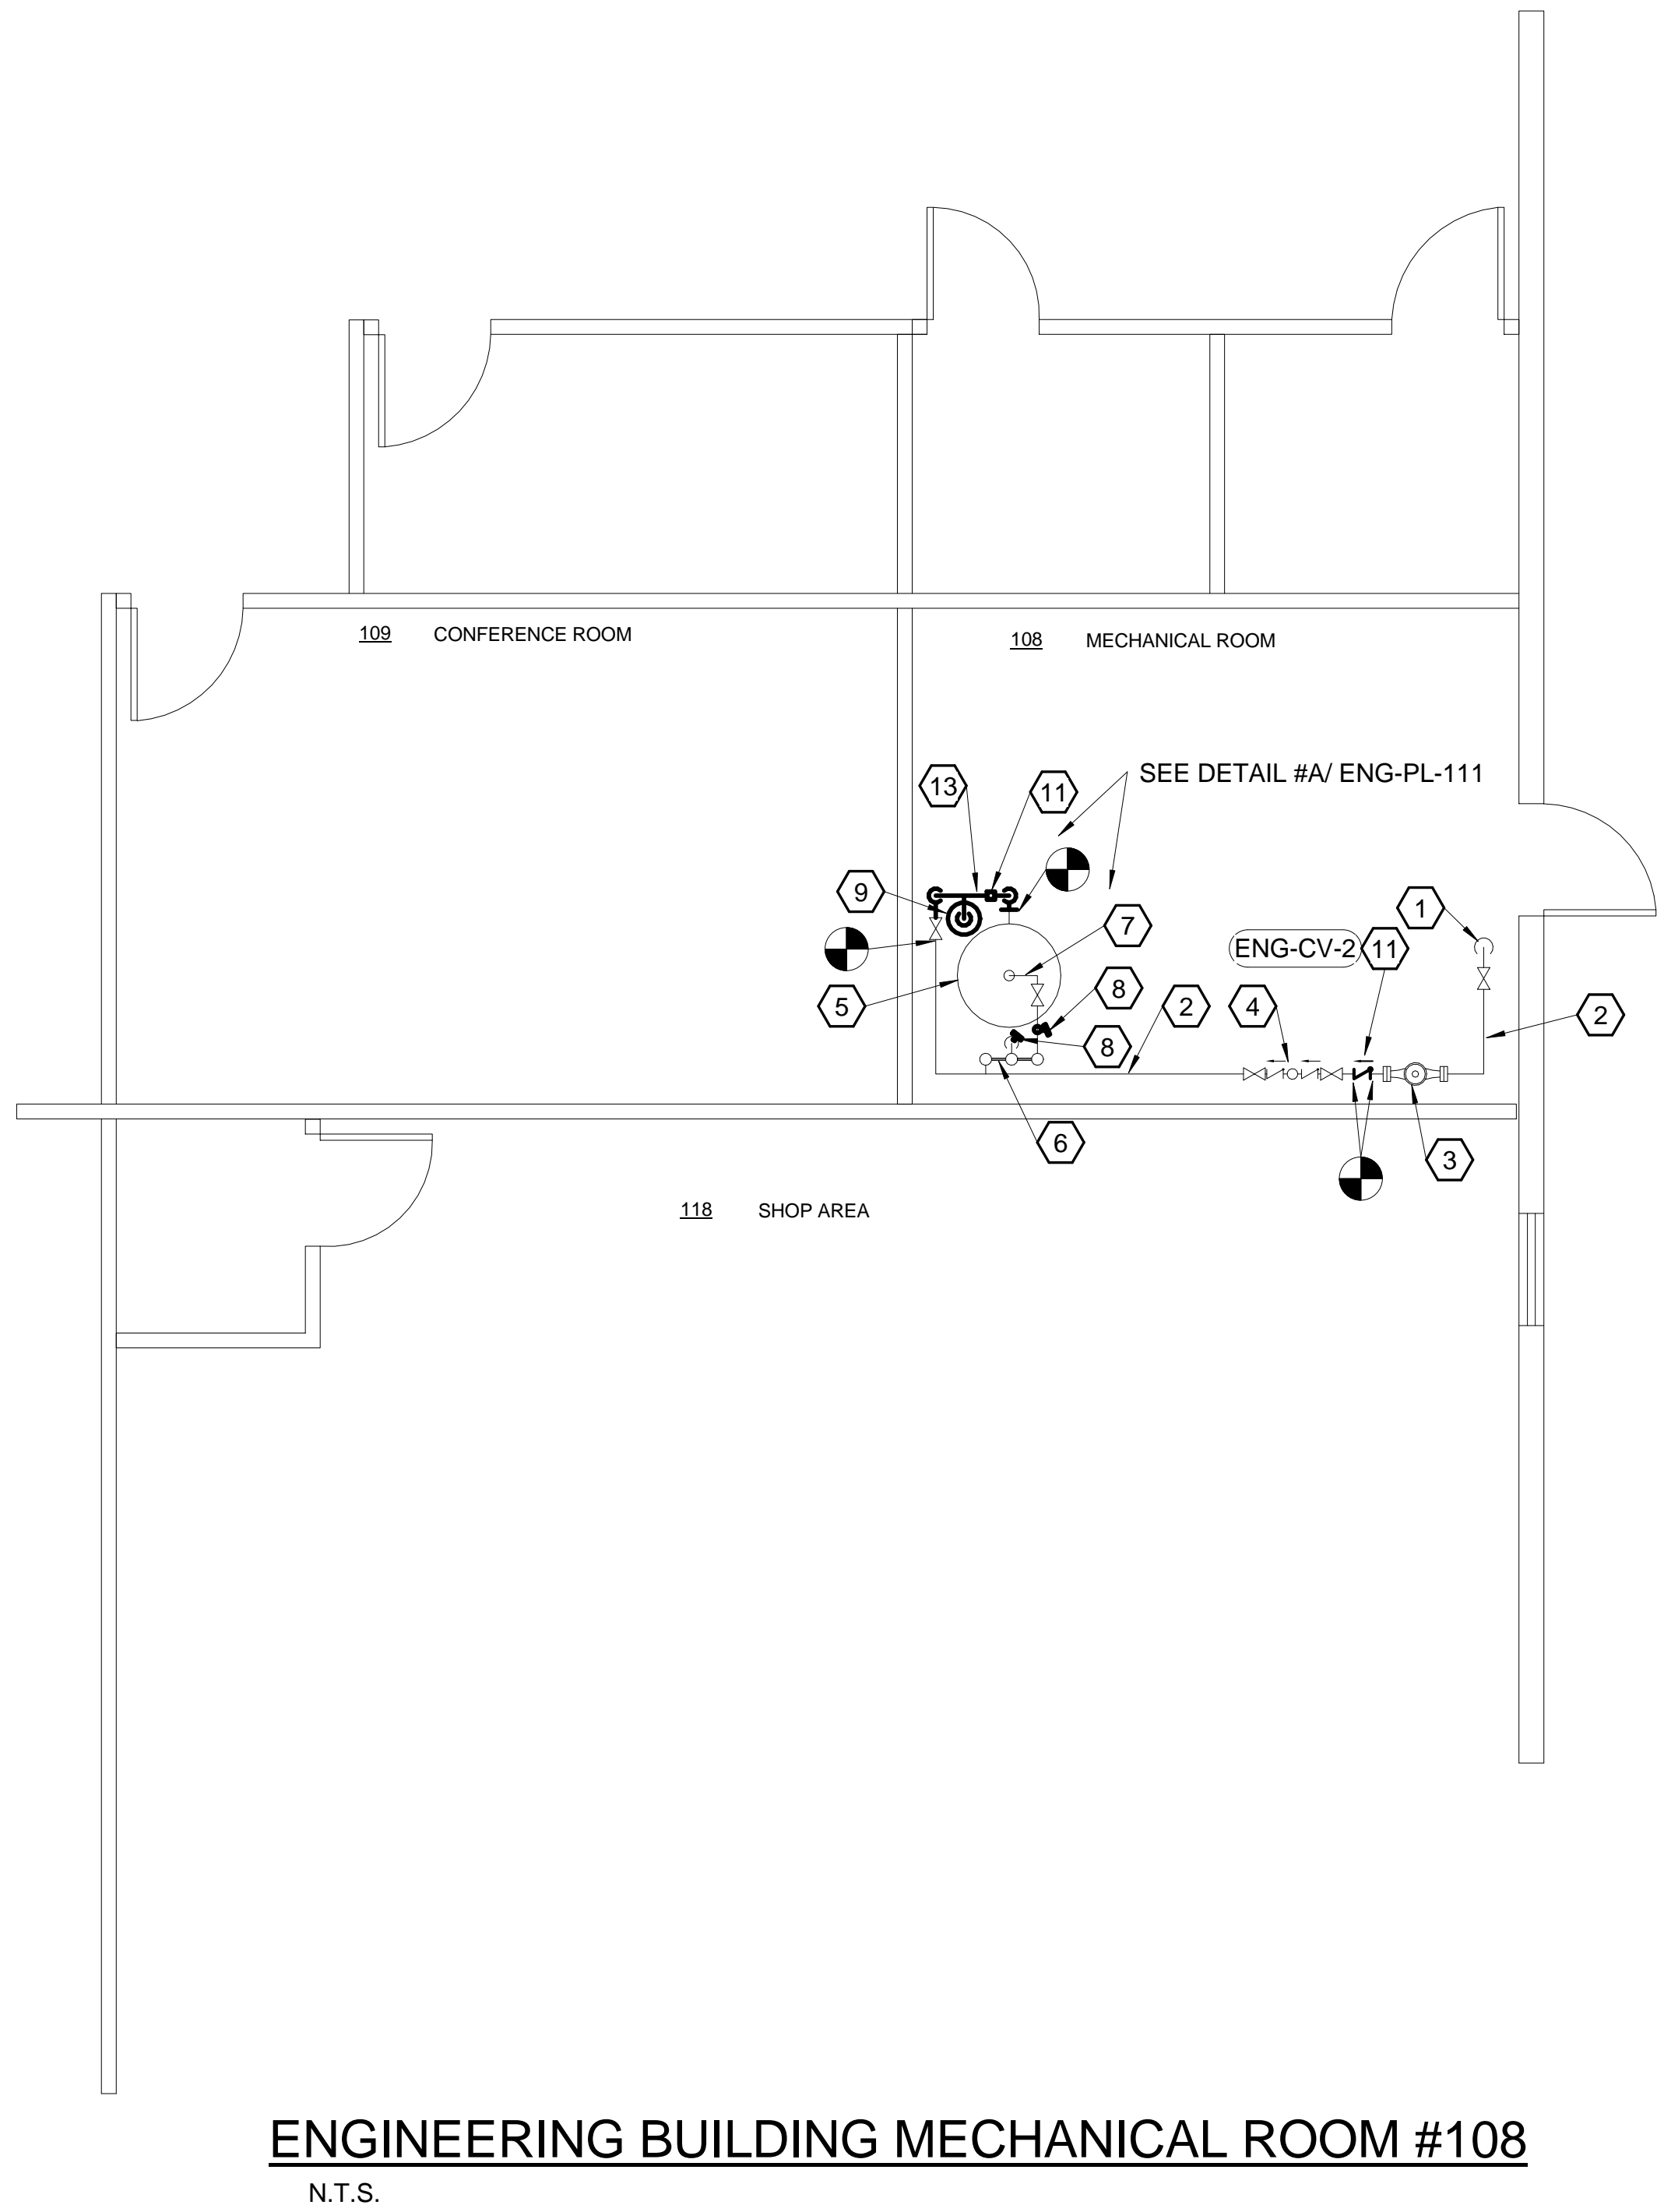 109 CONFERENCE ROOM
108 MECHANICAL ROOM
SEE DETAIL #A/ ENG-PL-111
13
11
9
1
7
ENG-CV-2
11
5
8
2
4
2
8
6
3
118 SHOP AREA
ENGINEERING BUILDING MECHANICAL ROOM #108
N.T.S.